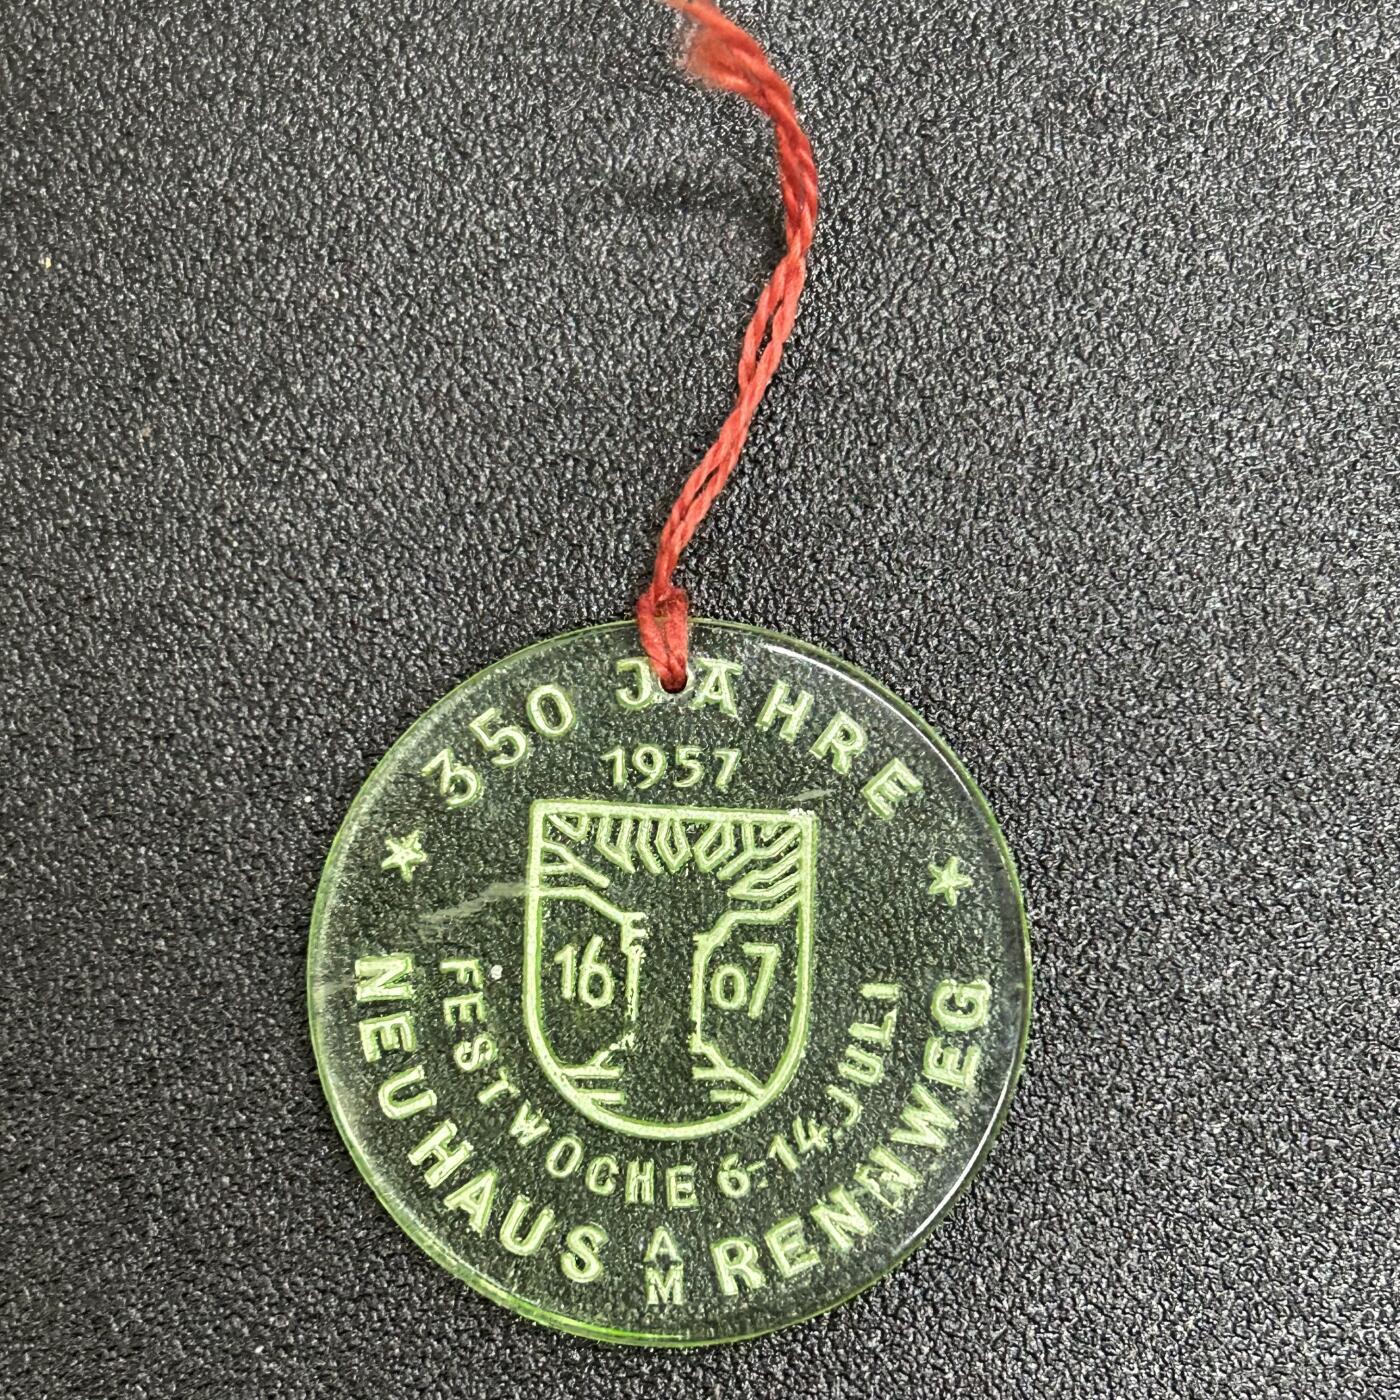 350 JAHRE
1957
16 07
FESTWOCHE 6.-14. JULI
NEUHAUS AM RENNWEG